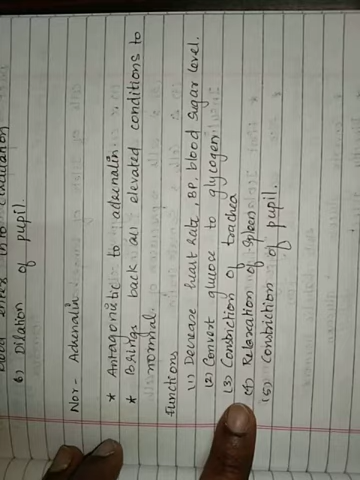 6) Dilation of pupil.
Nor- Adrenalin
* Antagonistic to adrenalin
* Brings back all elevated conditions to
normal.
Functions
(1) Decrease heart Rate, BP, blood sugar level.
(2) Convert glucose to glycogen
(3) Constriction of trachea
(4) Relaxation of spleen
(5) Constriction of pupil.